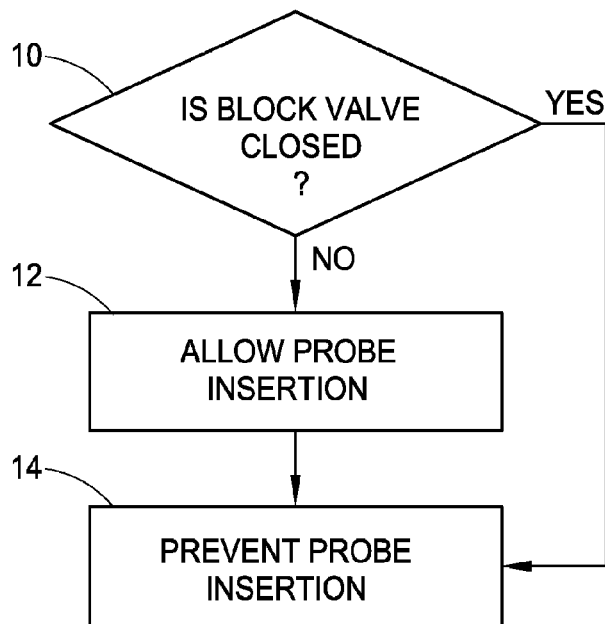 10
IS BLOCK VALVE
CLOSED
?
YES
NO
12
ALLOW PROBE
INSERTION
14
PREVENT PROBE
INSERTION